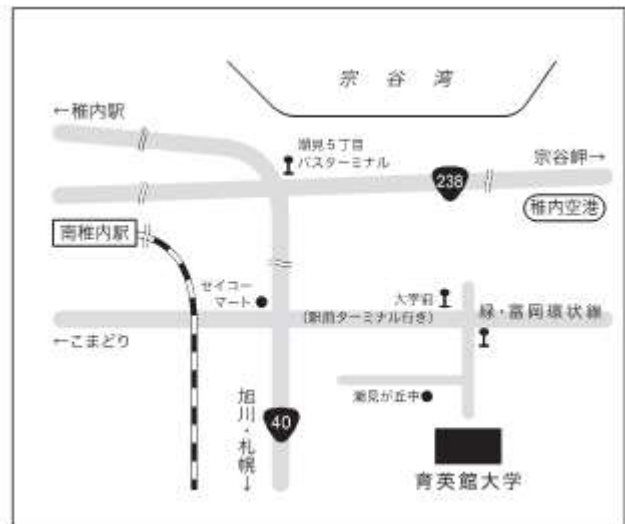 宗谷湾
←稚内駅
潮見5丁目
バスターミナル
宗谷岬→
238
稚内空港
南稚内駅
セイコー
マート
大学前
(駅前ターミナル行き)
緑・富岡環状線
←こまどり
潮見が丘中
旭川・札幌→
40
育英館大学